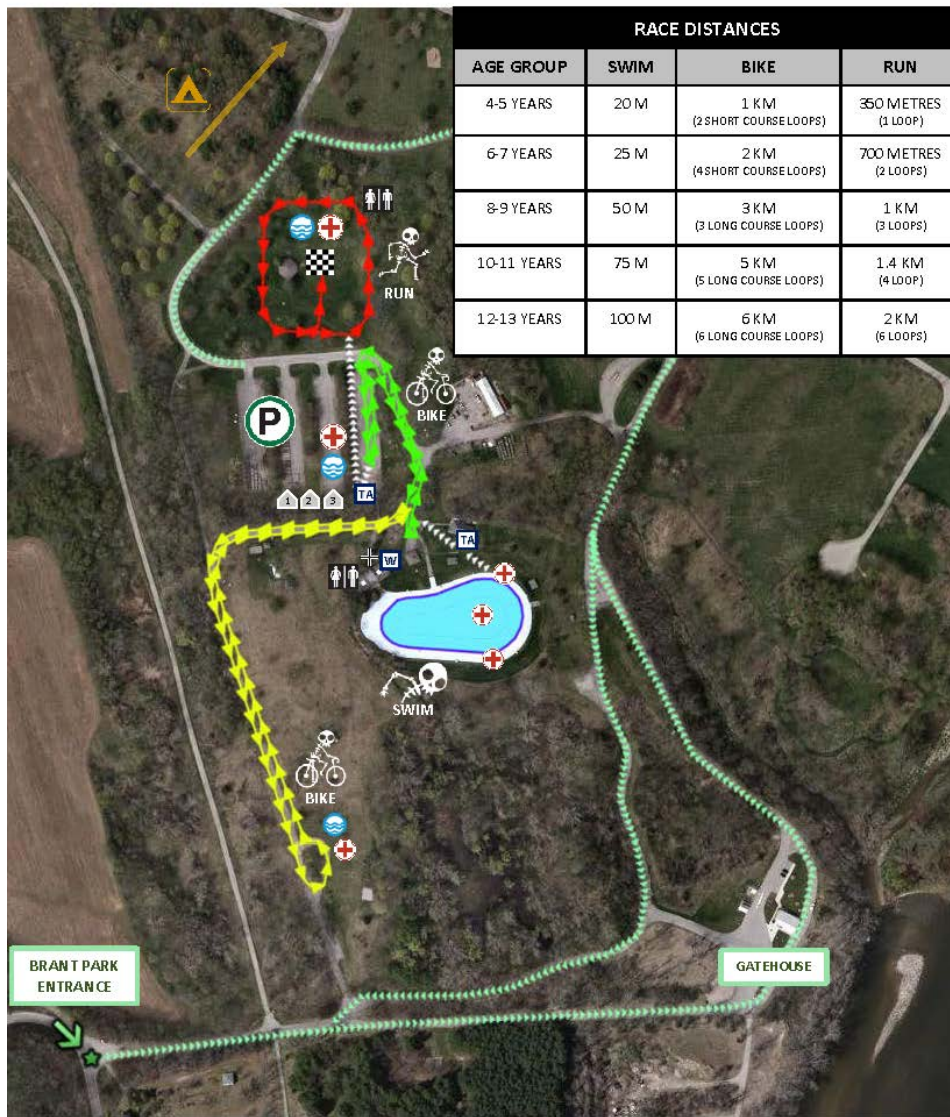 RACE DISTANCES
AGE GROUP SWIM BIKE RUN
4-5 YEARS 20 M 1 KM 350 METRES
(2 SHORT COURSE LOOPS) (1 LOOP)
6-7 YEARS 25 M 2 KM 700 METRES
(4 SHORT COURSE LOOPS) (2 LOOPS)
8-9 YEARS 50 M 3 KM 1 KM
(3 LONG COURSE LOOPS) (3 LOOPS)
10-11 YEARS 75 M 5 KM 1.4 KM
(5 LONG COURSE LOOPS) (4 LOOP)
12-13 YEARS 100 M 6 KM 2 KM
(6 LONG COURSE LOOPS) (6 LOOPS)
RUN
BIKE
P
TA
1 2 3
TA
W
SWIM
BIKE
BRANT PARK
ENTRANCE
GATEHOUSE